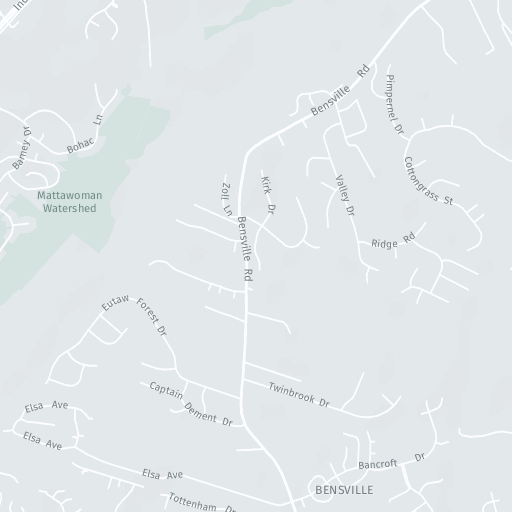 Ind
Bensville Rd
Pimpernel Dr
Barney Dr
Bohac Ln
Cottongrass St
Mattawoman
Watershed
Zoll Ln
Kirk Dr
Valley Dr
Bensville Rd
Ridge Rd
Eutaw Forest Dr
Captain Dement Dr
Twinbrook Dr
Elsa Ave
Elsa Ave
Elsa Ave
Bancroft Dr
Tottenham Dr
BENSVILLE